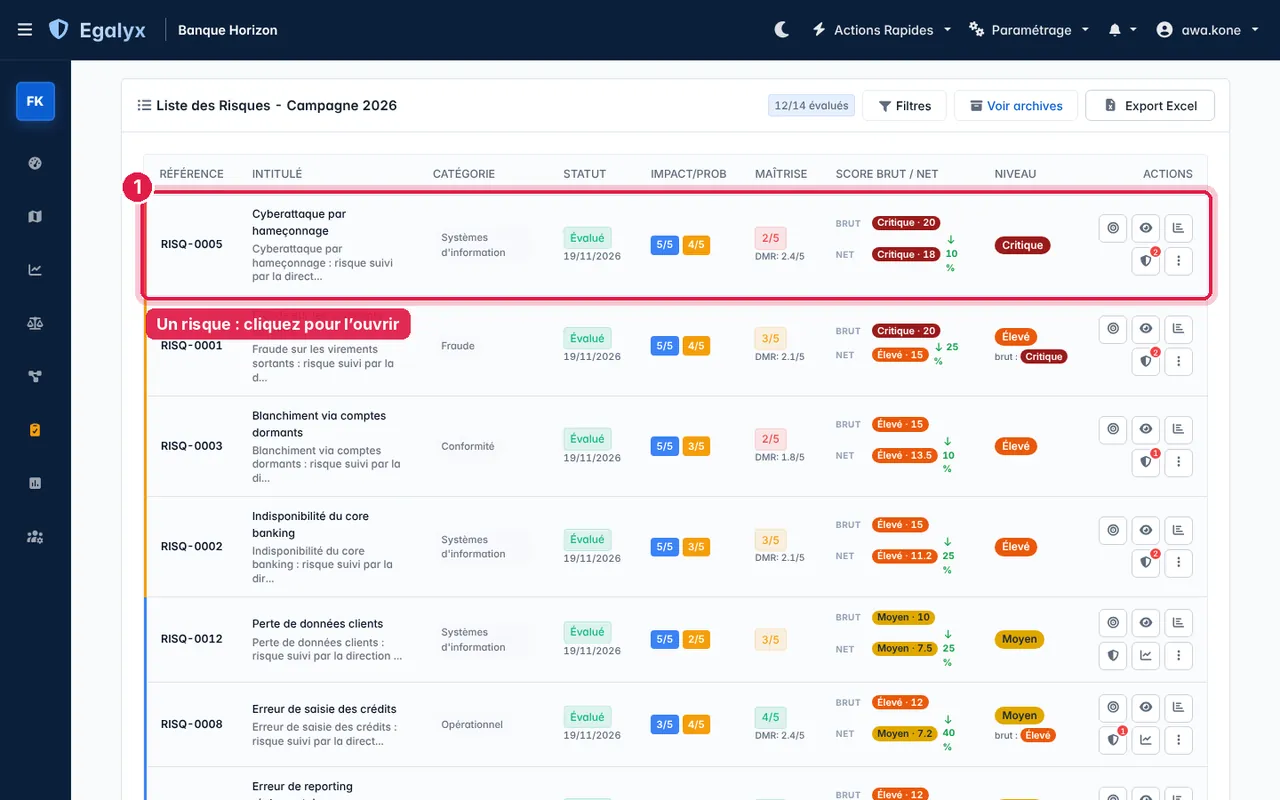 Egalyx
Banque Horizon
Actions Rapides
Paramétrage
awa.kone
FK
Liste des Risques - Campagne 2026
12/14 évalués
Filtres
Voir archives
Export Excel
RÉFÉRENCE INTITULÉ CATÉGORIE STATUT IMPACT/PROB MAÎTRISE SCORE BRUT / NET NIVEAU ACTIONS
1
RISQ-0005
Cyberattaque par
hameçonnage
Cyberattaque par
hameçonnage : risque suivi
par la direct...
Systèmes
d'information
Évalué
19/11/2026
5/5 4/5
2/5
DMR: 2.4/5
BRUT Critique · 20
NET Critique · 18
↓
10
%
Critique
2
Un risque : cliquez pour l'ouvrir
RISQ-0001
Fraude sur les virements
sortants : risque suivi par la
d...
Fraude
Évalué
19/11/2026
5/5 4/5
3/5
DMR: 2.1/5
BRUT Critique · 20
NET Élevé · 15
↓ 25
%
Élevé
brut : Critique
2
RISQ-0003
Blanchiment via comptes
dormants
Blanchiment via comptes
dormants : risque suivi par la
di...
Conformité
Évalué
19/11/2026
5/5 3/5
2/5
DMR: 1.8/5
BRUT Élevé · 15
NET Élevé · 13.5
↓
10
%
Élevé
1
RISQ-0002
Indisponibilité du core
banking
Indisponibilité du core
banking : risque suivi par la
dir...
Systèmes
d'information
Évalué
19/11/2026
5/5 3/5
3/5
DMR: 2.1/5
BRUT Élevé · 15
NET Élevé · 11.2
↓
25
%
Élevé
2
RISQ-0012
Perte de données clients
Perte de données clients :
risque suivi par la direction ...
Systèmes
d'information
Évalué
19/11/2026
5/5 2/5
3/5
BRUT Moyen · 10
NET Moyen · 7.5
↓
25
%
Moyen
RISQ-0008
Erreur de saisie des crédits
Erreur de saisie des crédits :
risque suivi par la direct...
Opérationnel
Évalué
19/11/2026
3/5 4/5
4/5
DMR: 2.4/5
BRUT Élevé · 12
NET Moyen · 7.2
↓
40
%
Moyen
brut : Élevé
1
Erreur de reporting
BRUT Élevé · 12